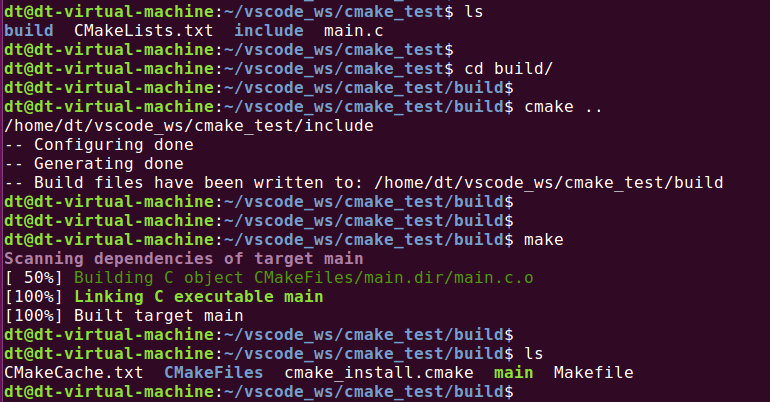 dt@dt-virtual-machine:~/vscode_ws/cmake_test$ ls
build  CMakeLists.txt  include  main.c
dt@dt-virtual-machine:~/vscode_ws/cmake_test$
dt@dt-virtual-machine:~/vscode_ws/cmake_test$ cd build/
dt@dt-virtual-machine:~/vscode_ws/cmake_test/build$
dt@dt-virtual-machine:~/vscode_ws/cmake_test/build$ cmake ..
/home/dt/vscode_ws/cmake_test/include
-- Configuring done
-- Generating done
-- Build files have been written to: /home/dt/vscode_ws/cmake_test/build
dt@dt-virtual-machine:~/vscode_ws/cmake_test/build$
dt@dt-virtual-machine:~/vscode_ws/cmake_test/build$
dt@dt-virtual-machine:~/vscode_ws/cmake_test/build$ make
Scanning dependencies of target main
[ 50%] Building C object CMakeFiles/main.dir/main.c.o
[100%] Linking C executable main
[100%] Built target main
dt@dt-virtual-machine:~/vscode_ws/cmake_test/build$
dt@dt-virtual-machine:~/vscode_ws/cmake_test/build$ ls
CMakeCache.txt  CMakeFiles  cmake_install.cmake  main  Makefile
dt@dt-virtual-machine:~/vscode_ws/cmake_test/build$